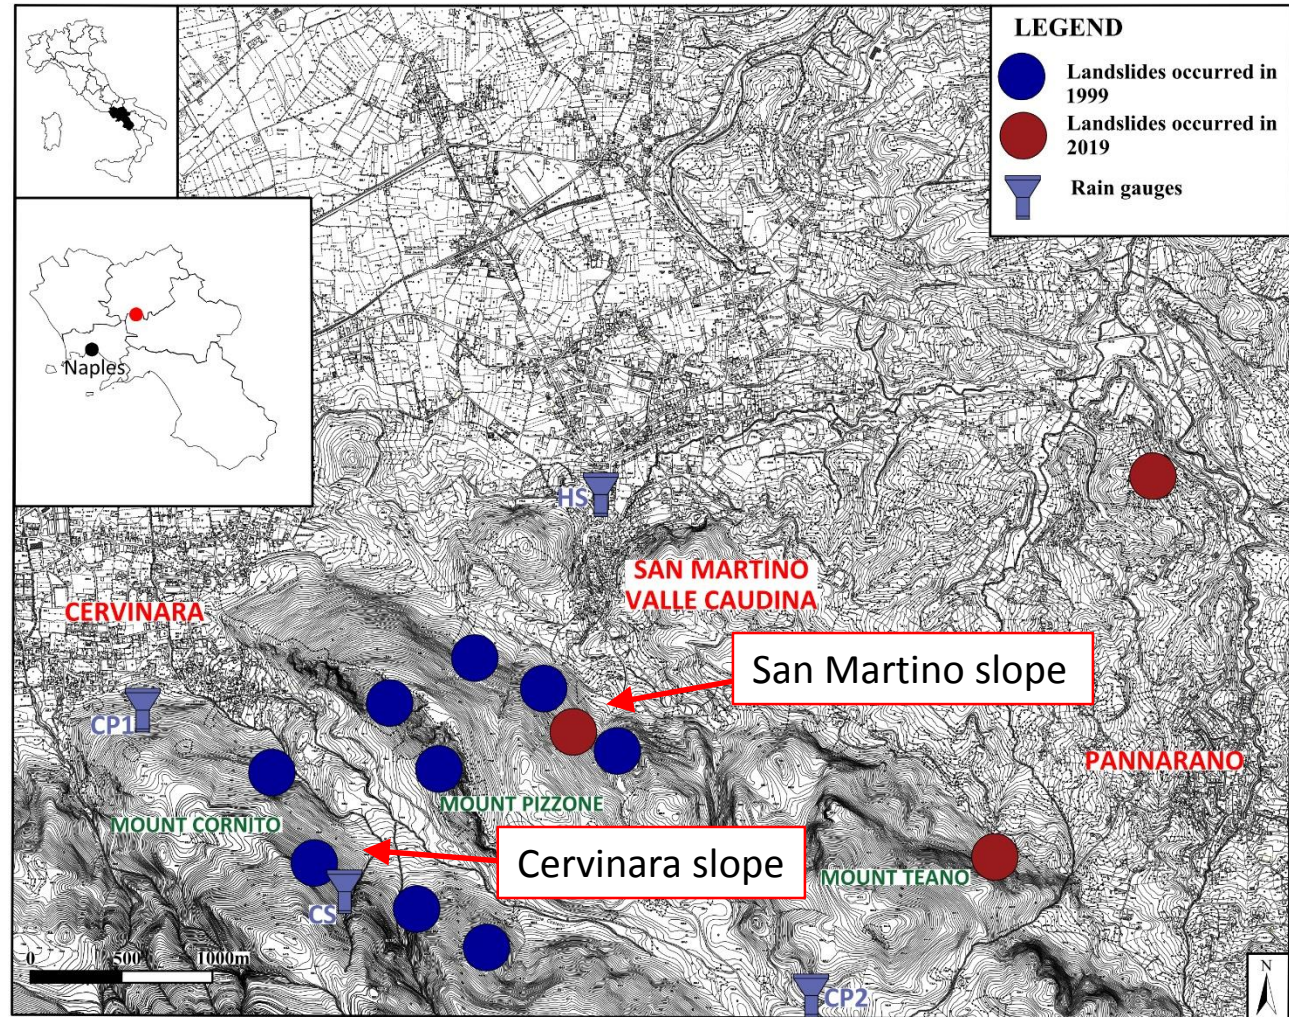 LEGEND
Landslides occurred in
1999
Landslides occurred in
2019
Rain gauges
Naples
HS
SAN MARTINO
VALLE CAUDINA
CERVINARA
San Martino slope
CP1
PANNARANO
MOUNT PIZZONE
MOUNT CORNITO
Cervinara slope
MOUNT TEANO
CS
0 500 1000m
CP2
N